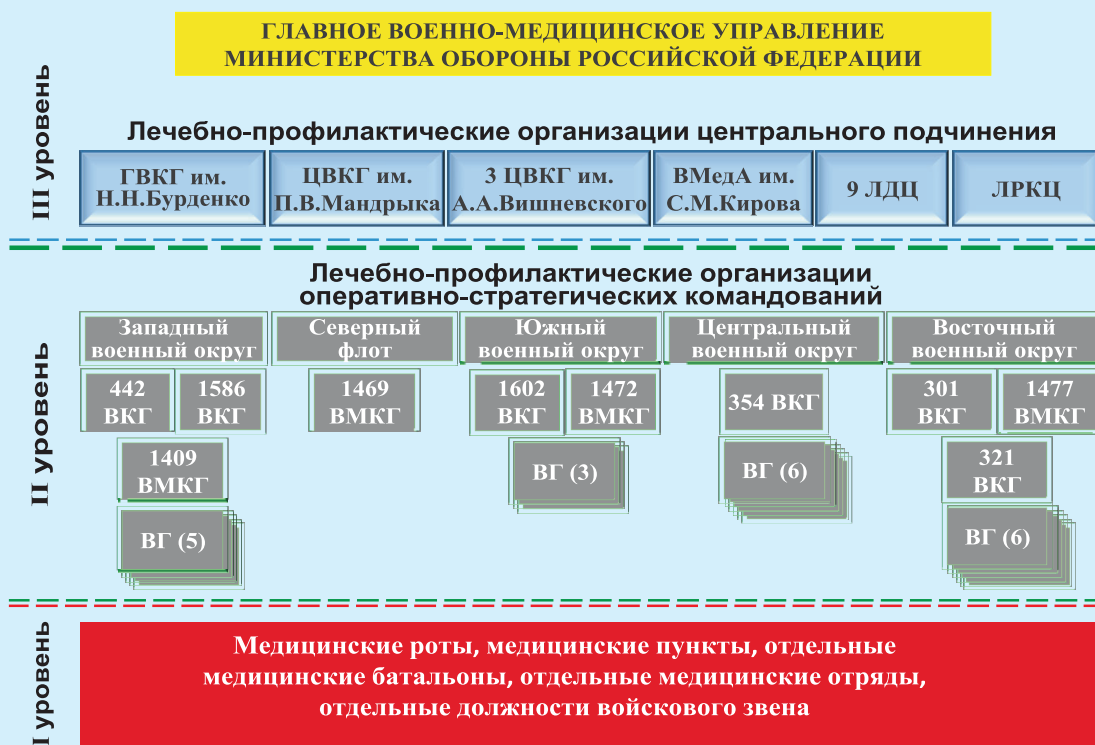 ГЛАВНОЕ ВОЕННО-МЕДИЦИНСКОЕ УПРАВЛЕНИЕ
МИНИСТЕРСТВА ОБОРОНЫ РОССИЙСКОЙ ФЕДЕРАЦИИ
III уровень
Лечебно-профилактические организации центрального подчинения
ГВКГ им.
Н.Н.Бурденко
ЦВКГ им.
П.В.Мандрыка
3 ЦВКГ им.
А.А.Вишневского
ВМедА им.
С.М.Кирова
9 ЛДЦ
ЛРКЦ
II уровень
Лечебно-профилактические организации
оперативно-стратегических командований
Западный
военный округ
Северный
флот
Южный
военный округ
Центральный
военный округ
Восточный
военный округ
442
ВКГ
1586
ВКГ
1469
ВМКГ
1602
ВКГ
1472
ВМКГ
354 ВКГ
301
ВКГ
1477
ВМКГ
1409
ВМКГ
ВГ (3)
ВГ (6)
321
ВКГ
ВГ (5)
ВГ (6)
I уровень
Медицинские роты, медицинские пункты, отдельные
медицинские батальоны, отдельные медицинские отряды,
отдельные должности войскового звена